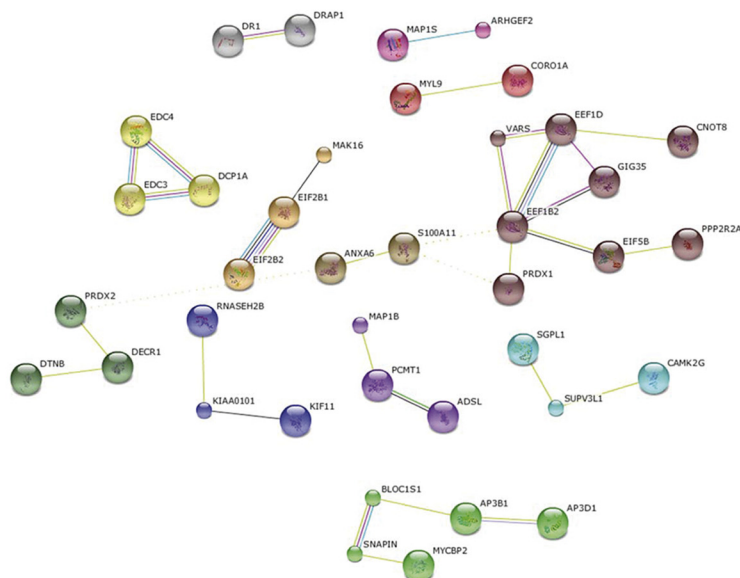 DR1
DRAP1
MAP1S
ARHGEF2
MYL9
CORO1A
EDC4
EDC3
DCP1A
MAK16
EIF2B1
EIF2B2
VARS
EEF1D
CNOT8
GIG35
EEF1B2
S100A11
ANXA6
EIF5B
PPP2R2A
PRDX1
PRDX2
DECR1
DTNB
RNASEH2B
KIAA0101
KIF11
MAP1B
PCMT1
ADSL
SGPL1
CAMK2G
SUPV3L1
BLOC1S1
AP3B1
AP3D1
SNAPIN
MYCBP2